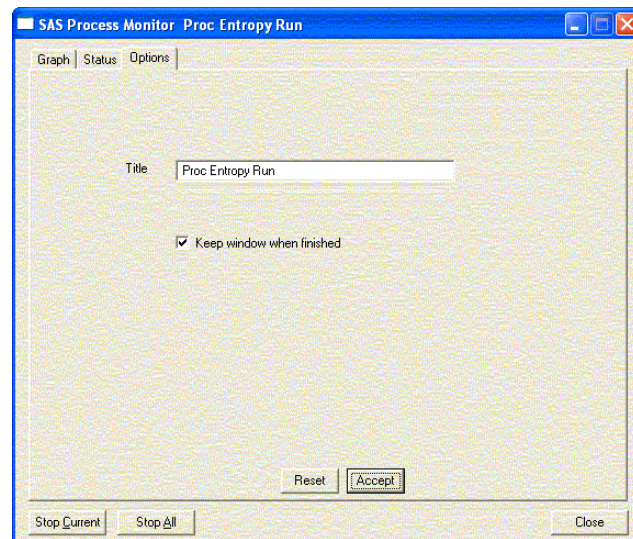 SAS Process Monitor Proc Entropy Run
Graph Status Options
Title Proc Entropy Run
Keep window when finished
Reset Accept
Stop Current Stop All Close